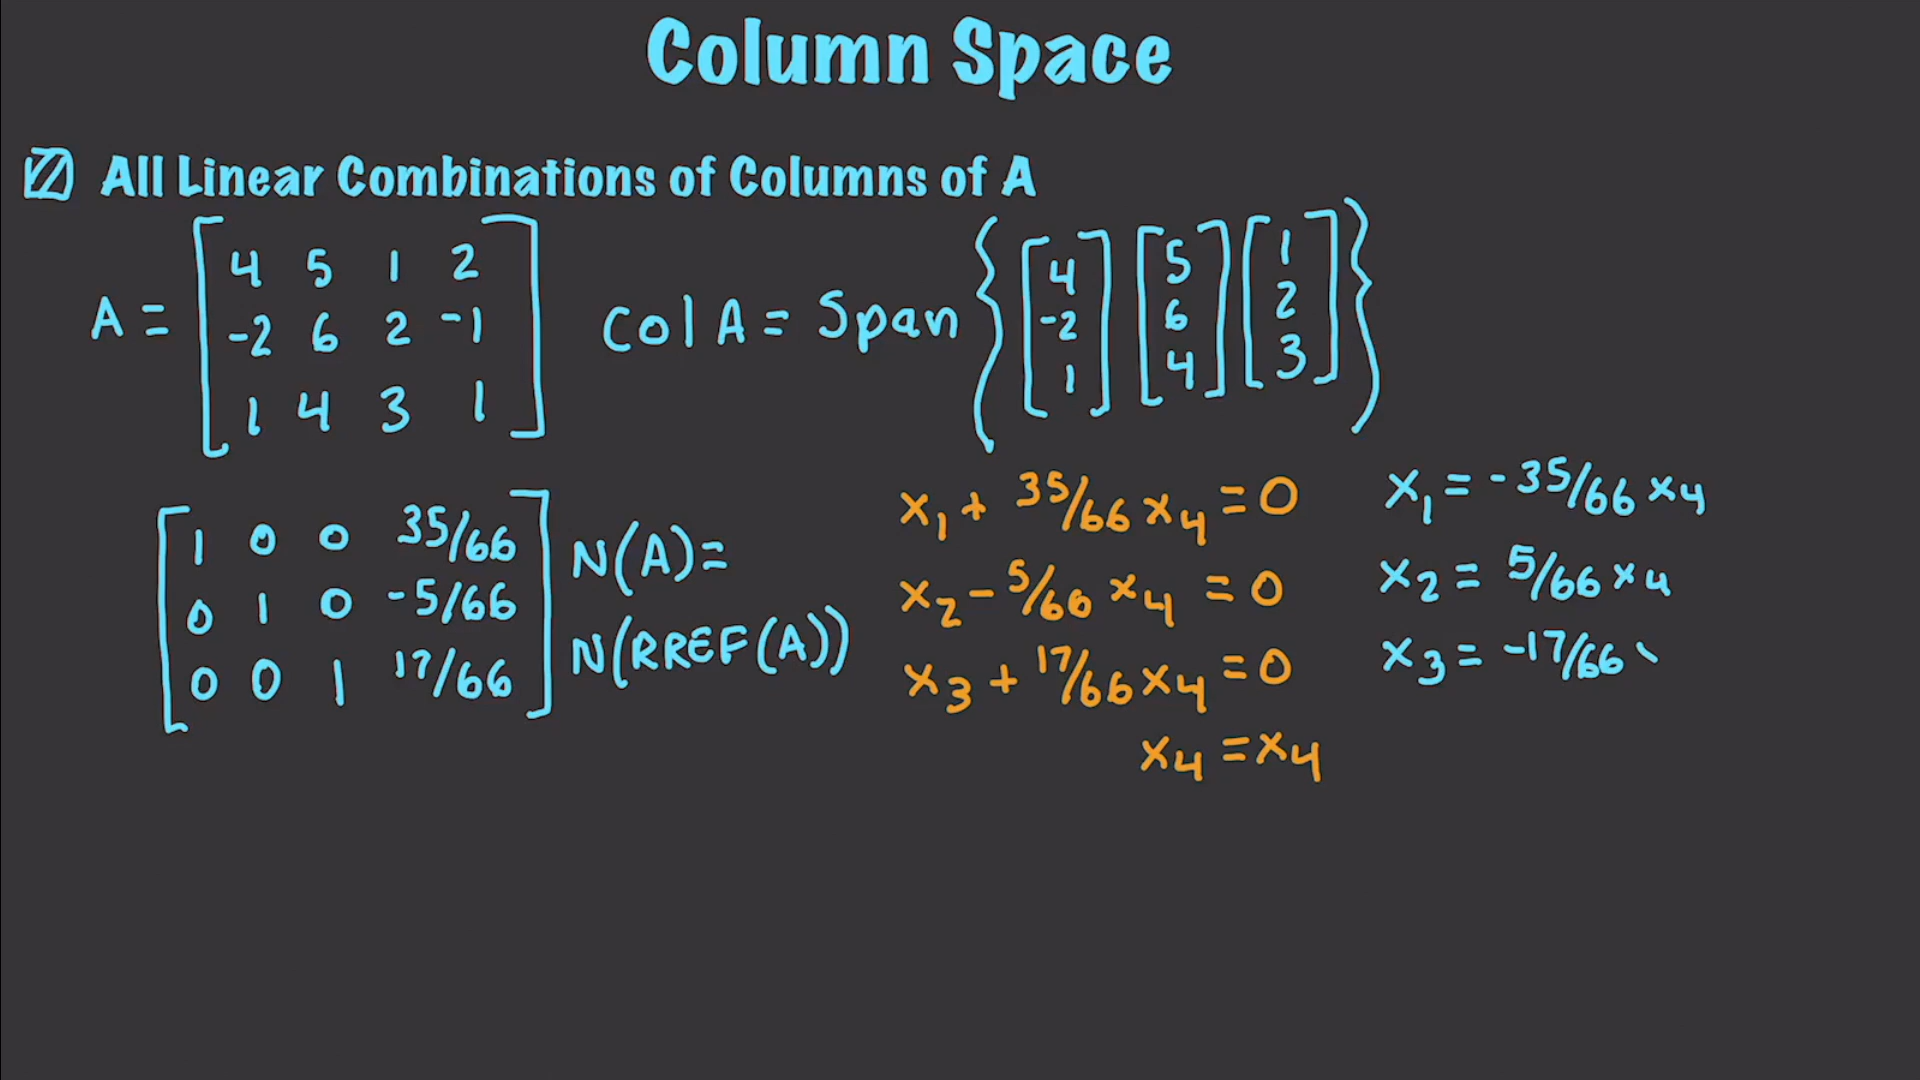 Column Space
All Linear Combinations of Columns of A
A = [4 5 1 2
-2 6 2 -1
1 4 3 1]
Col A = Span {[4 -2 1] [5 6 4] [1 2 3]}
[1 0 0 35/66
0 1 0 -5/66
0 0 1 17/66]
N(A) =
N(RREF(A))
x1 + 35/66 x4 = 0
x2 - 5/66 x4 = 0
x3 + 17/66 x4 = 0
x4 = x4
x1 = -35/66 x4
x2 = 5/66 x4
x3 = -17/66